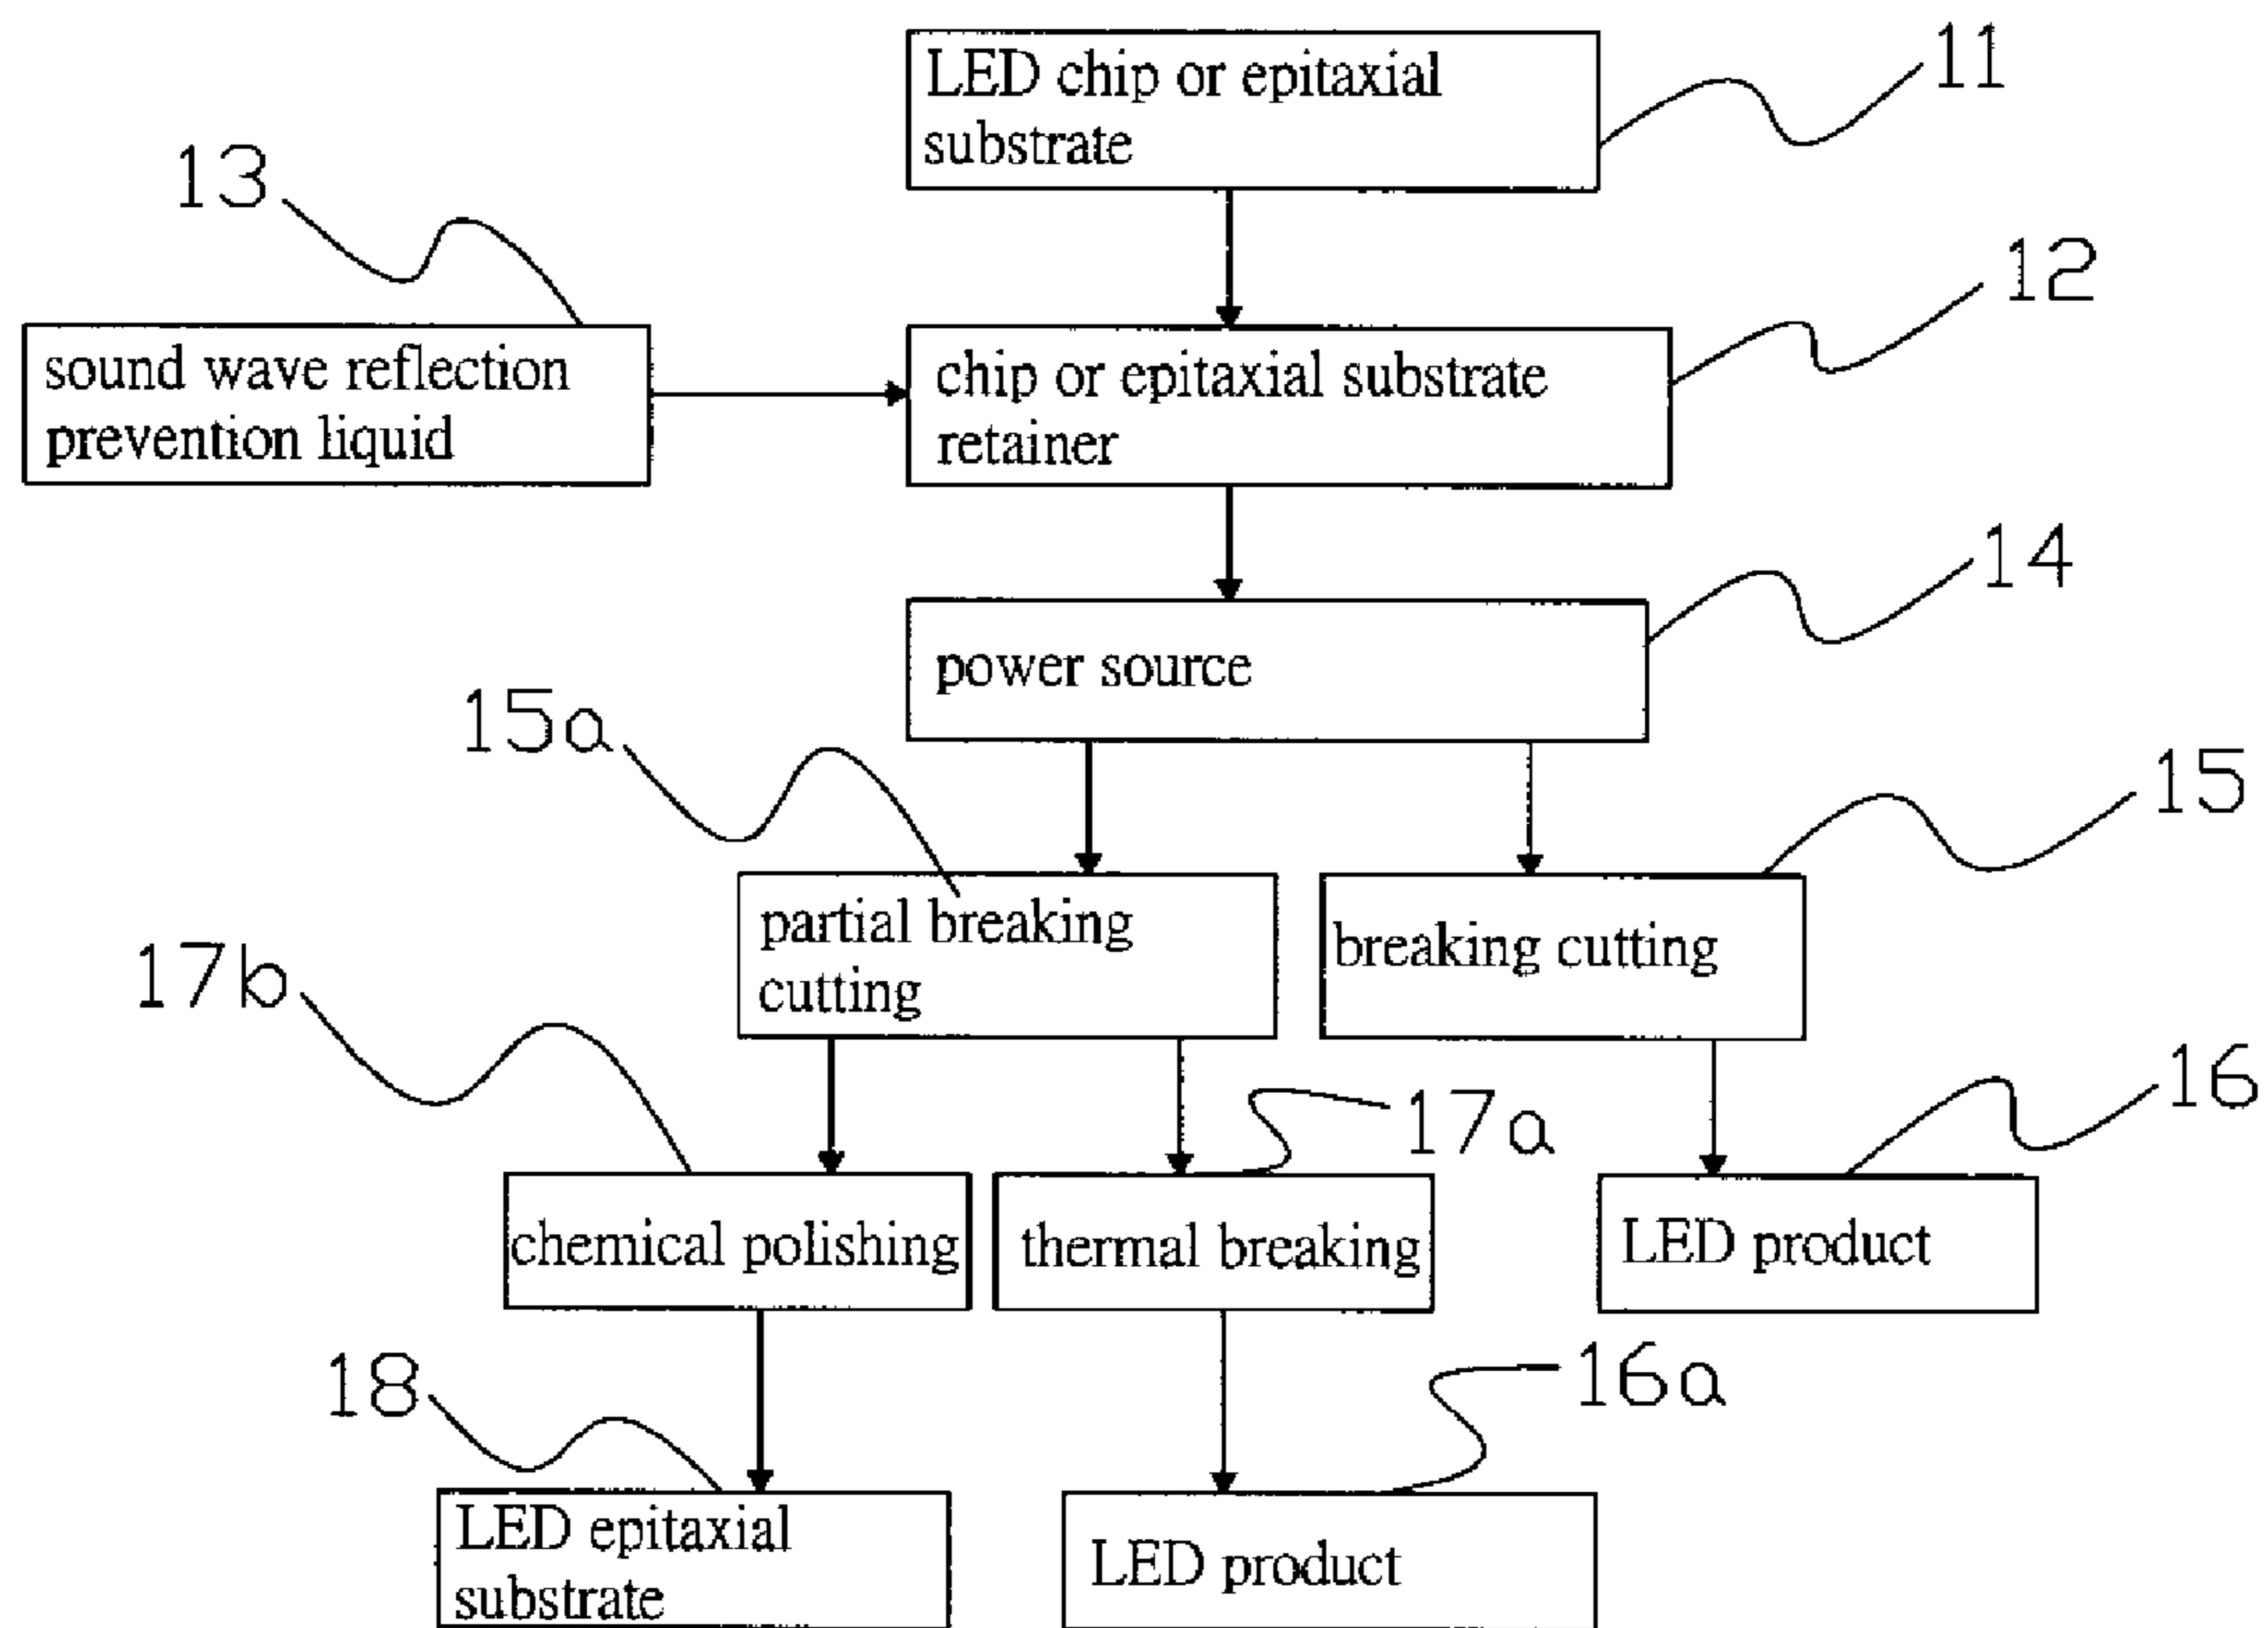 LED chip or epitaxial
substrate
11
13
12
sound wave reflection
prevention liquid
chip or epitaxial substrate
retainer
14
power source
15a
15
partial breaking
cutting
breaking cutting
17b
17a
16
chemical polishing
thermal breaking
LED product
18
16a
LED epitaxial
substrate
LED product